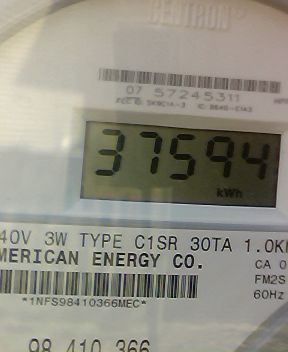 CENTRON®
07 57245311
37594
kWh
40V 3W TYPE C1SR 30TA 1.0K
MERICAN ENERGY CO.
CA 0
FM2S
60Hz
*1NFS98410366MEC*
98 410 366